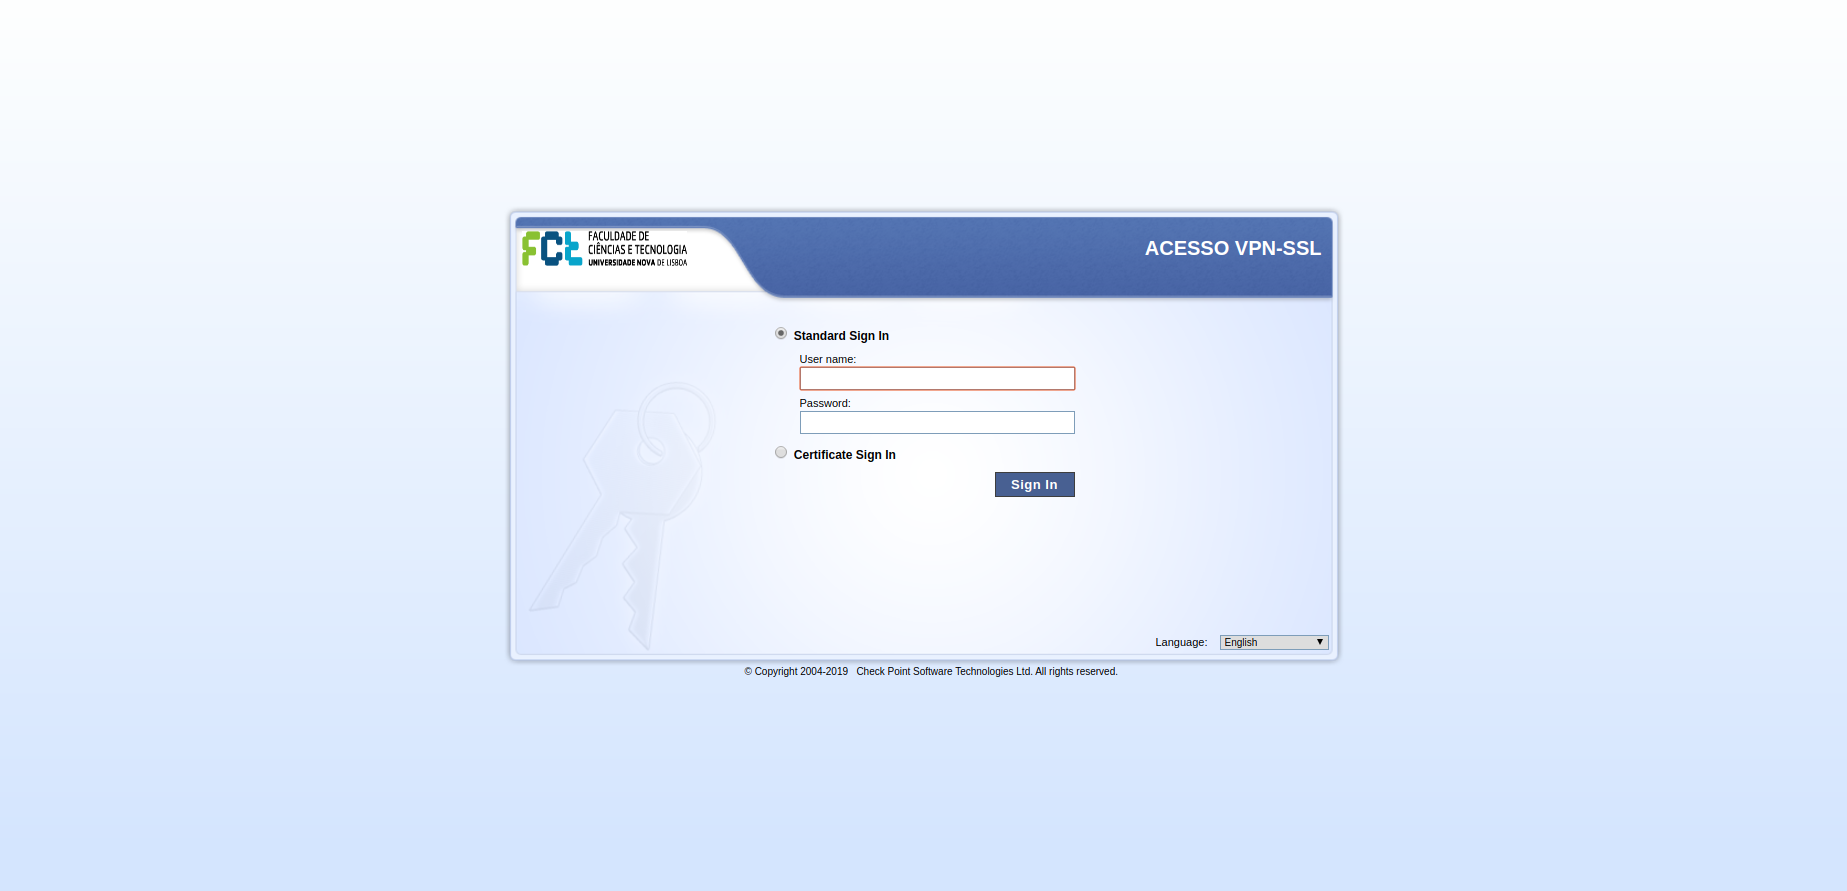 FCt
FACULDADE DE
CIÊNCIAS E TECNOLOGIA
UNIVERSIDADE NOVA DE LISBOA
ACESSO VPN-SSL
Standard Sign In
User name:
Password:
Certificate Sign In
Sign In
Language: English
© Copyright 2004-2019 Check Point Software Technologies Ltd. All rights reserved.